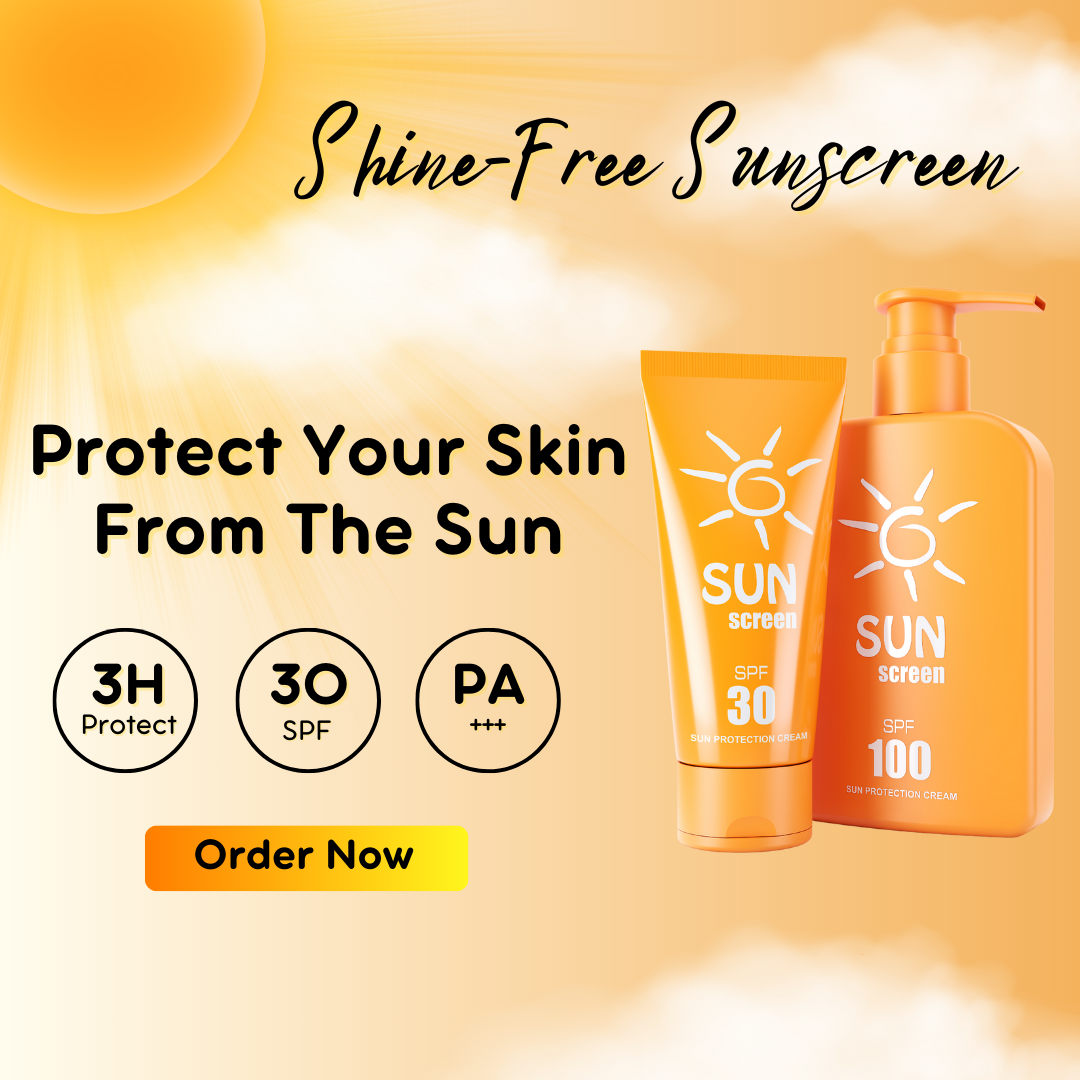 Shine-Free Sunscreen
Protect Your Skin
From The Sun
3H
Protect
30
SPF
PA
+++
Order Now
SUN
screen
SPF
30
SUN PROTECTION CREAM
SUN
screen
SPF
100
SUN PROTECTION CREAM